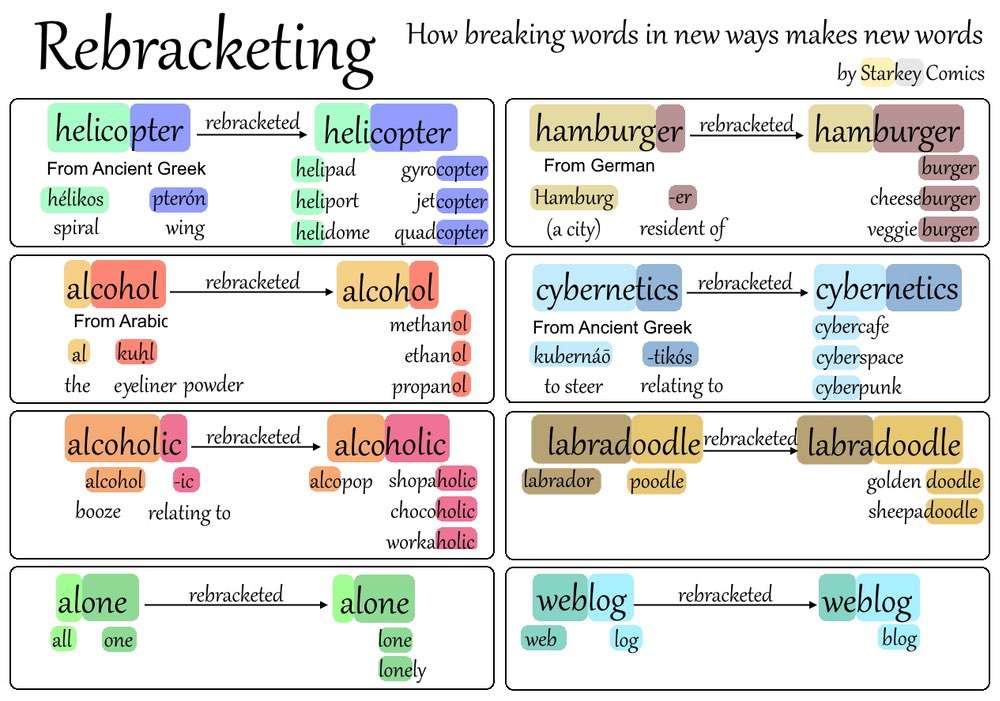 Rebracketing
How breaking words in new ways makes new words
by Starkey Comics
helicopter rebracketed helicopter
From Ancient Greek
hélikos pterón
spiral wing
helipad gyrocopter
heliport jetcopter
helidome quadcopter
hamburger rebracketed hamburger
From German
Hamburg -er
(a city) resident of
burger
cheeseburger
veggie burger
alcohol rebracketed alcohol
From Arabic
al kuḥl
the eyeliner powder
methanol
ethanol
propanol
cybernetics rebracketed cybernetics
From Ancient Greek
kubernáō -tikós
to steer relating to
cybercafe
cyberspace
cyberpunk
alcoholic rebracketed alcoholic
alcohol -ic
booze relating to
alcopop shopaholic
chocoholic
workaholic
labradoodle rebracketed labradoodle
labrador poodle
golden doodle
sheepadoodle
alone rebracketed alone
all one
lone
lonely
weblog rebracketed weblog
web log
blog